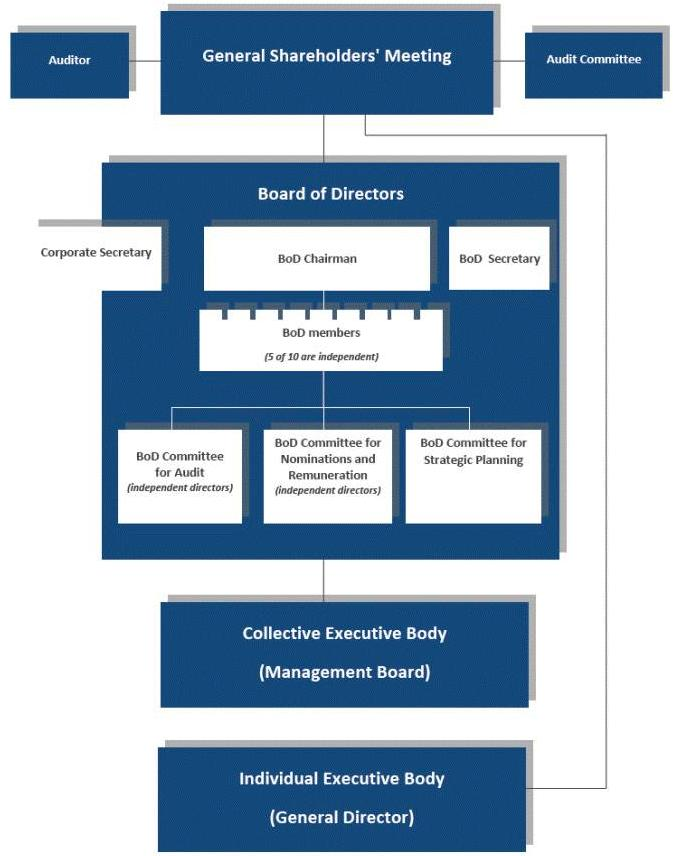 Auditor
General Shareholders' Meeting
Audit Committee
Board of Directors
Corporate Secretary
BoD Chairman
BoD Secretary
BoD members
(5 of 10 are independent)
BoD Committee
for Audit
(independent directors)
BoD Committee for
Nominations and
Remuneration
(independent directors)
BoD Committee for
Strategic Planning
Collective Executive Body
(Management Board)
Individual Executive Body
(General Director)